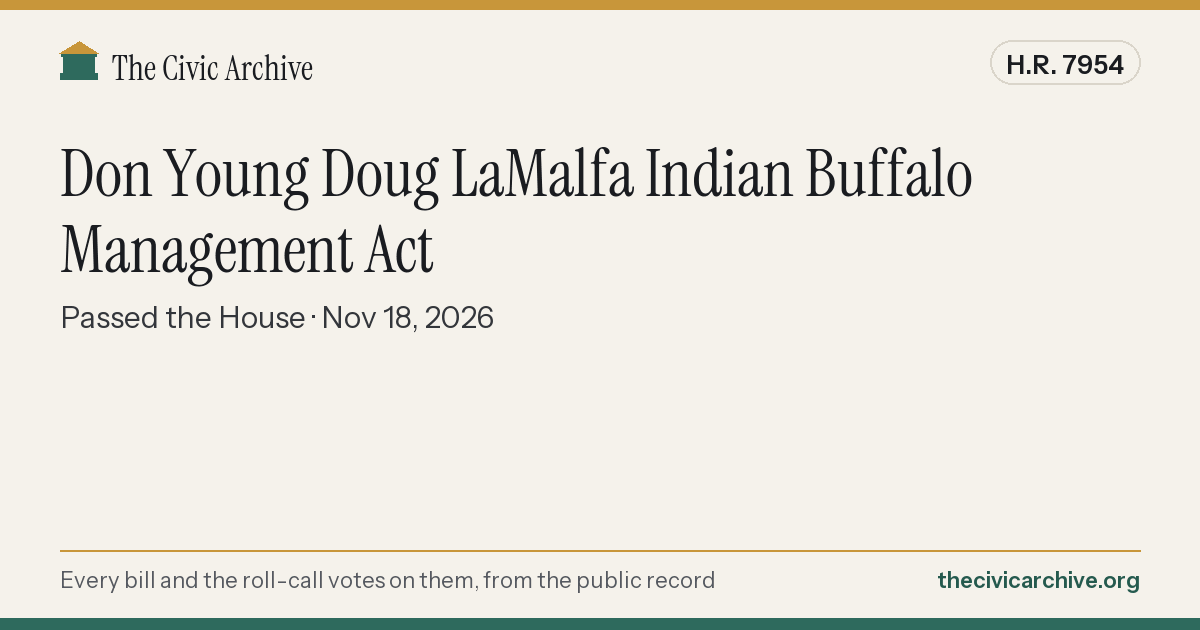 The Civic Archive
H.R. 7954
Don Young Doug LaMalfa Indian Buffalo
Management Act
Passed the House · Nov 18, 2026
Every bill and the roll-call votes on them, from the public record
thecivicarchive.org